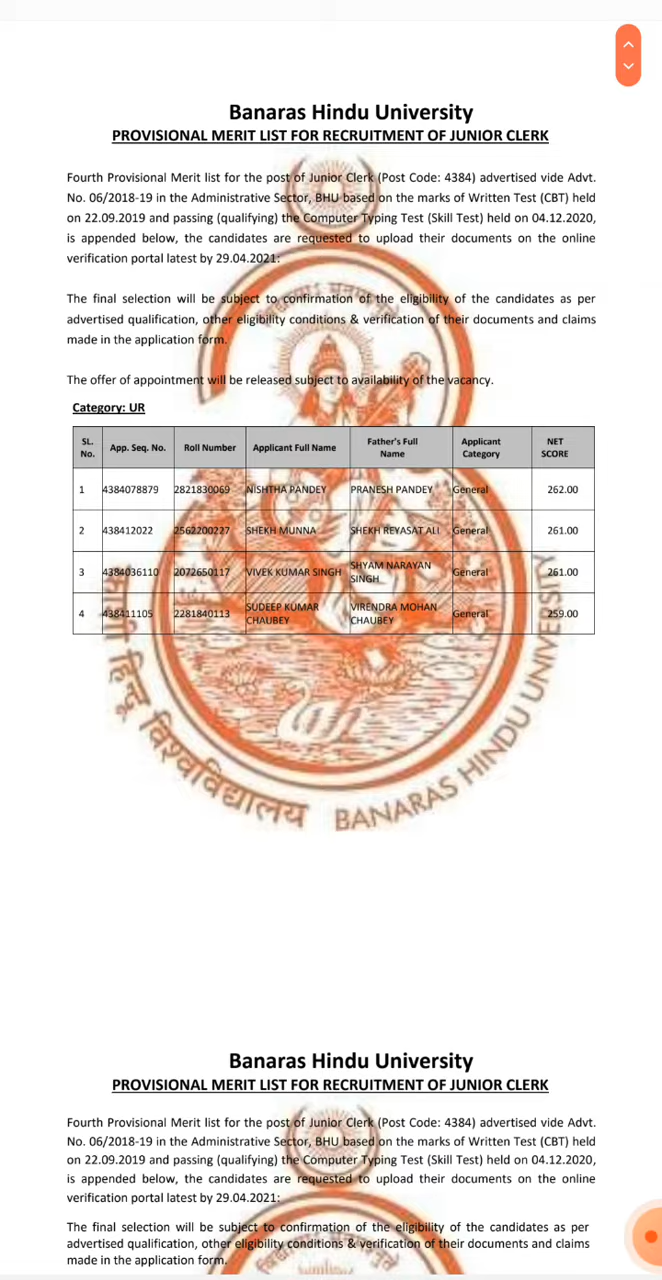 Banaras Hindu University
PROVISIONAL MERIT LIST FOR RECRUITMENT OF JUNIOR CLERK
Fourth Provisional Merit list for the post of Junior Clerk (Post Code: 4384) advertised vide Advt.
No. 06/2018-19 in the Administrative Sector, BHU based on the marks of Written Test (CBT) held
on 22.09.2019 and passing (qualifying) the Computer Typing Test (Skill Test) held on 04.12.2020,
is appended below, the candidates are requested to upload their documents on the online
verification portal latest by 29.04.2021:
The final selection will be subject to confirmation of the eligibility of the candidates as per
advertised qualification, other eligibility conditions & verification of their documents and claims
made in the application form.
The offer of appointment will be released subject to availability of the vacancy.
Category: UR
SL. No. App. Seq. No. Roll Number Applicant Full Name Father's Full Name Applicant Category NET SCORE
1 4384078879 2821830069 NISHTHA PANDEY PRANESH PANDEY General 262.00
2 438412022 2562200227 SHEKH MUNNA SHEKH REYASAT ALI General 261.00
3 4384036110 2072650117 VIVEK KUMAR SINGH SHYAM NARAYAN SINGH General 261.00
4 438411105 2281840113 SUDEEP KUMAR CHAUBEY VIRENDRA MOHAN CHAUBEY General 259.00
हिन्दू विश्वविद्यालय
BANARAS HINDU UNIVERSITY
Banaras Hindu University
PROVISIONAL MERIT LIST FOR RECRUITMENT OF JUNIOR CLERK
Fourth Provisional Merit list for the post of Junior Clerk (Post Code: 4384) advertised vide Advt.
No. 06/2018-19 in the Administrative Sector, BHU based on the marks of Written Test (CBT) held
on 22.09.2019 and passing (qualifying) the Computer Typing Test (Skill Test) held on 04.12.2020,
is appended below, the candidates are requested to upload their documents on the online
verification portal latest by 29.04.2021:
The final selection will be subject to confirmation of the eligibility of the candidates as per
advertised qualification, other eligibility conditions & verification of their documents and claims
made in the application form.